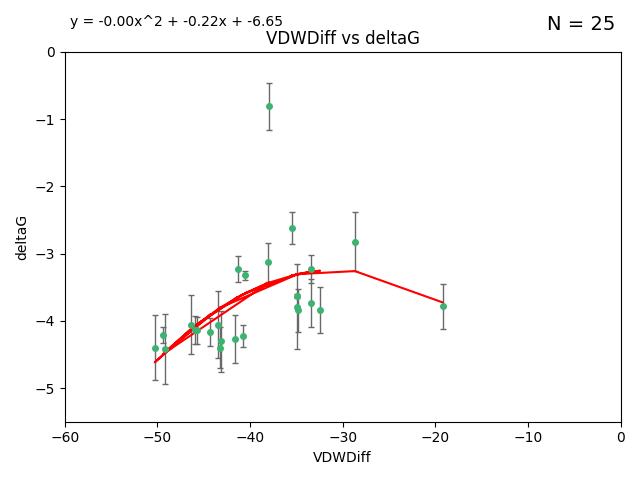 y = -0.00x^2 + -0.22x + -6.65
N = 25
VDWDiff vs deltaG
0
−1
−2
−3
−4
−5
deltaG
−60 −50 −40 −30 −20 −10 0
VDWDiff